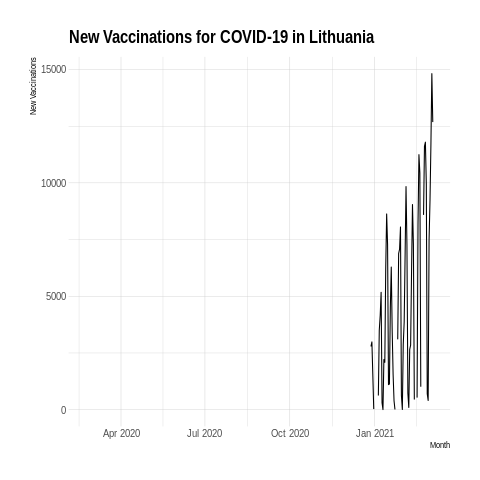 New Vaccinations for COVID-19 in Lithuania
New Vaccinations
15000
10000
5000
0
Apr 2020 Jul 2020 Oct 2020 Jan 2021
Month